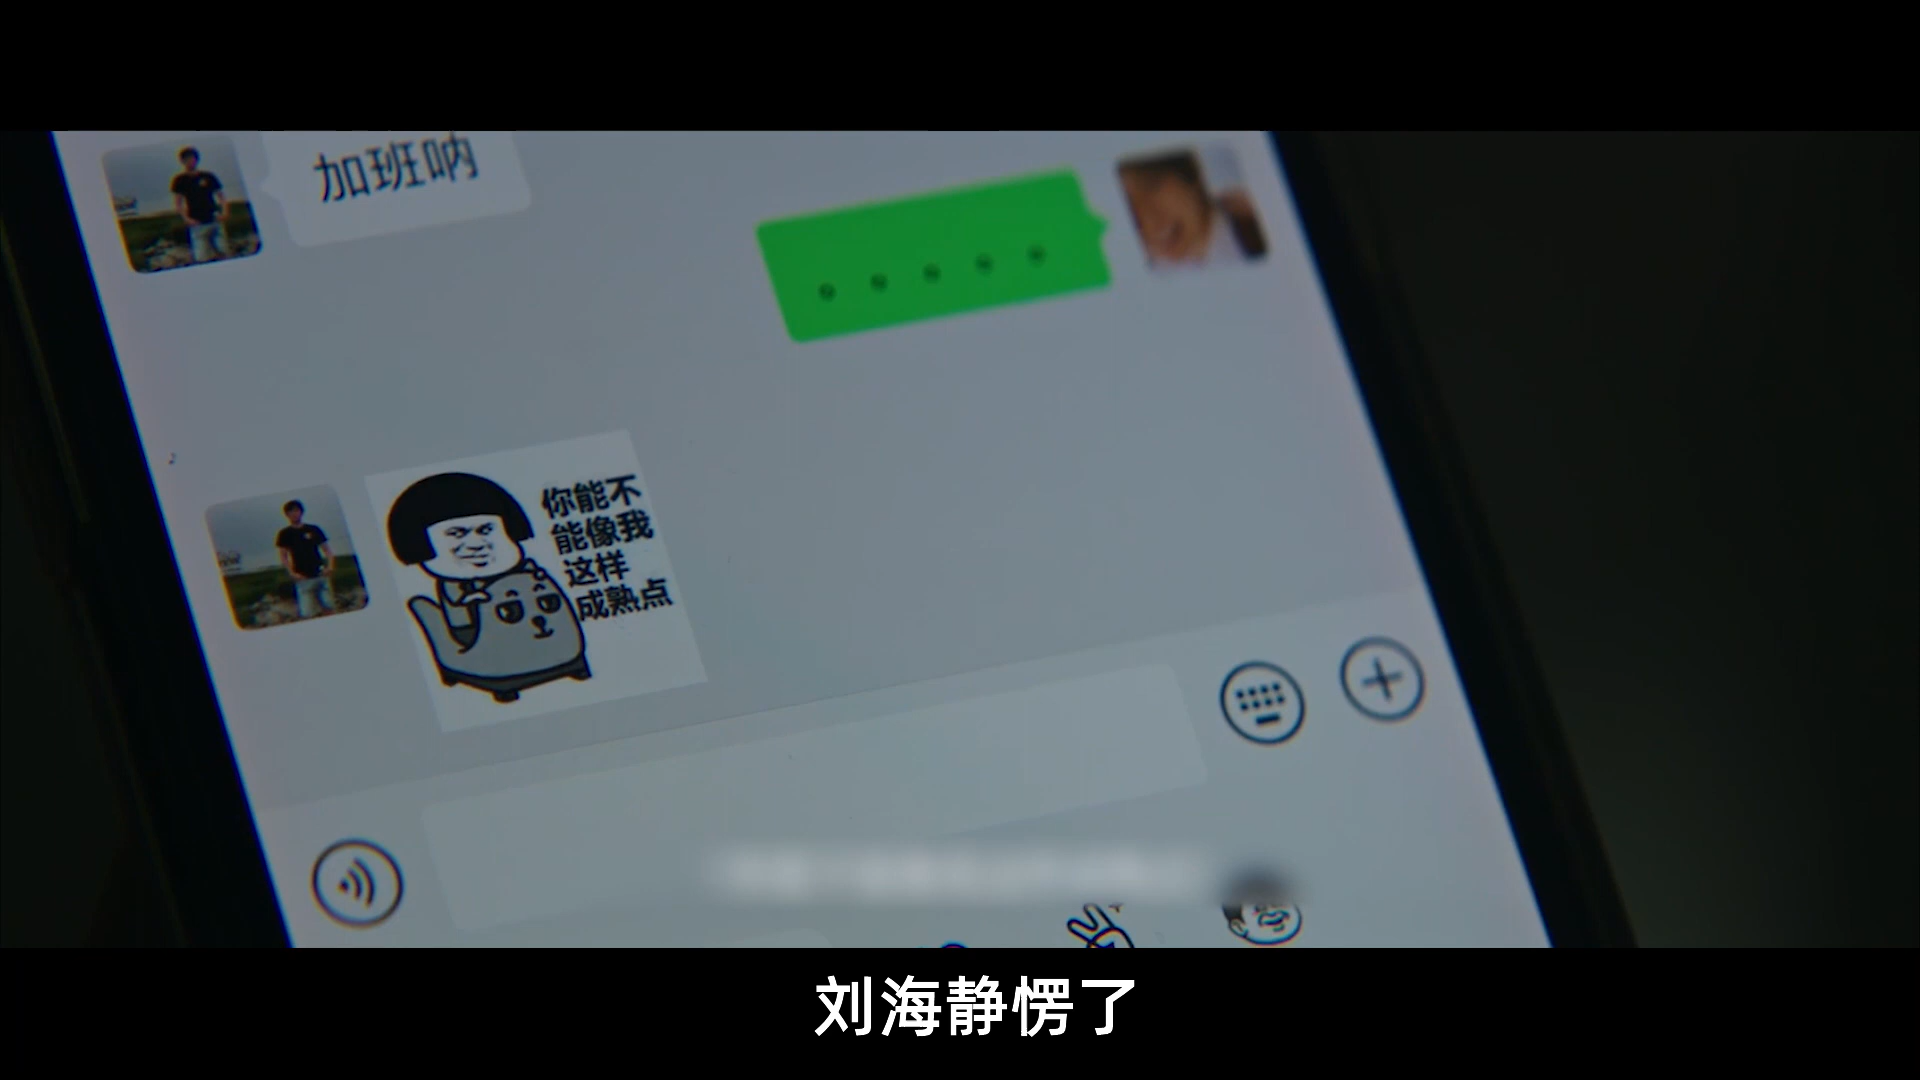 加班呐
.....
你能不
能像我
这样
成熟点
刘海静愣了